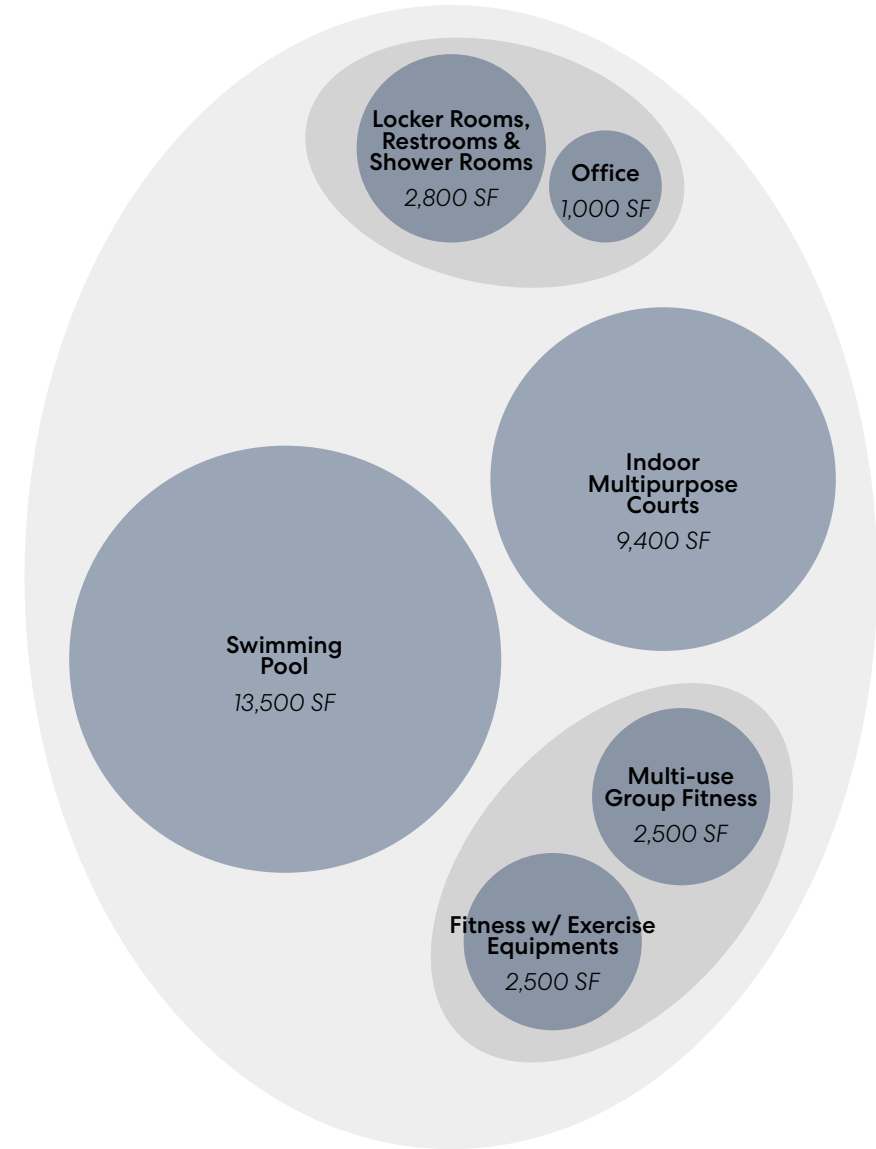 Locker Rooms,
Restrooms &
Shower Rooms
2,800 SF
Office
1,000 SF
Indoor
Multipurpose
Courts
9,400 SF
Swimming
Pool
13,500 SF
Multi-use
Group Fitness
2,500 SF
Fitness w/ Exercise
Equipments
2,500 SF